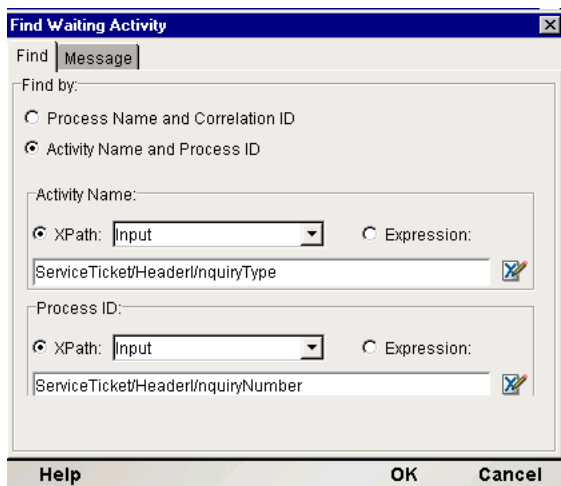 Find Waiting Activity
Find Message
Find by:
Process Name and Correlation ID
Activity Name and Process ID
Activity Name:
XPath: Input Expression:
ServiceTicket/HeaderI/nquiryType
Process ID:
XPath: Input Expression:
ServiceTicket/HeaderI/nquiryNumber
Help OK Cancel